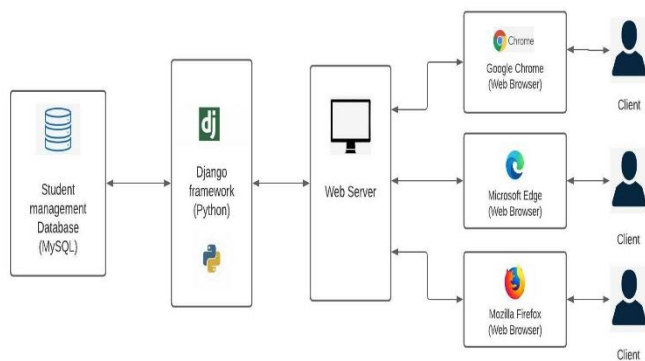 Student
management
Database
(MySQL)
dj
Django
framework
(Python)
Web Server
Chrome
Google Chrome
(Web Browser)
Client
Microsoft Edge
(Web Browser)
Client
Mozilla Firefox
(Web Browser)
Client